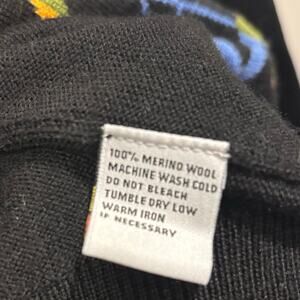 100% MERINO WOOL
MACHINE WASH COLD
DO NOT BLEACH
TUMBLE DRY LOW
WARM IRON
IF NECESSARY